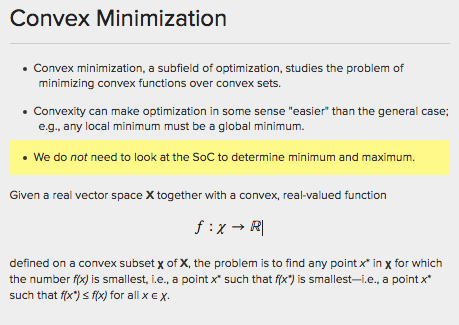 Convex Minimization
• Convex minimization, a subfield of optimization, studies the problem of
minimizing convex functions over convex sets.
• Convexity can make optimization in some sense "easier" than the general case;
e.g., any local minimum must be a global minimum.
• We do not need to look at the SoC to determine minimum and maximum.
Given a real vector space X together with a convex, real-valued function
f : χ → ℝ|
defined on a convex subset χ of X, the problem is to find any point x* in χ for which
the number f(x) is smallest, i.e., a point x* such that f(x*) is smallest—i.e., a point x*
such that f(x*) ≤ f(x) for all x ∈ χ.